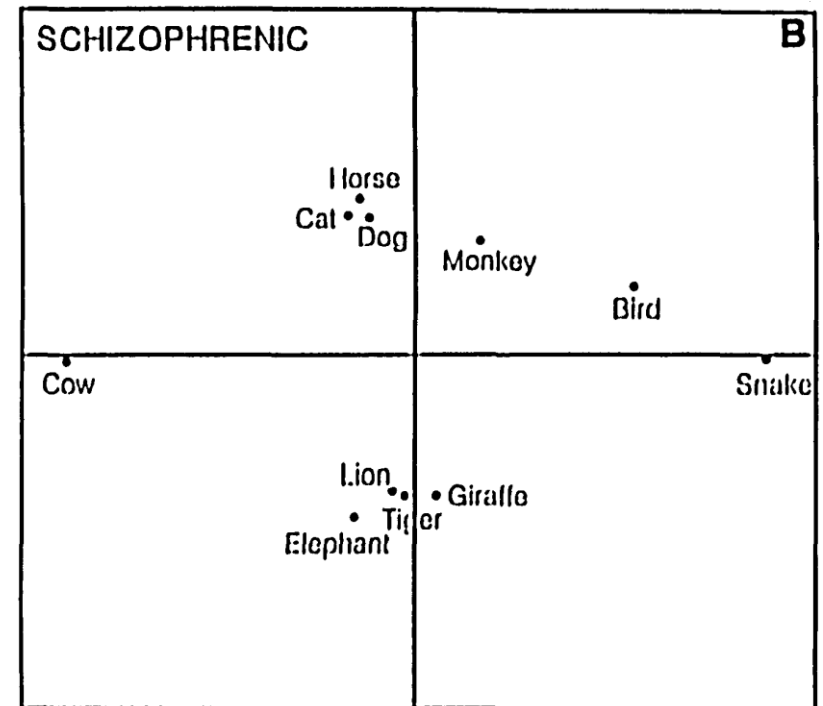 SCHIZOPHRENIC
B
Horse
Cat
Dog
Monkey
Bird
Cow
Snake
Lion
Giraffe
Tiger
Elephant